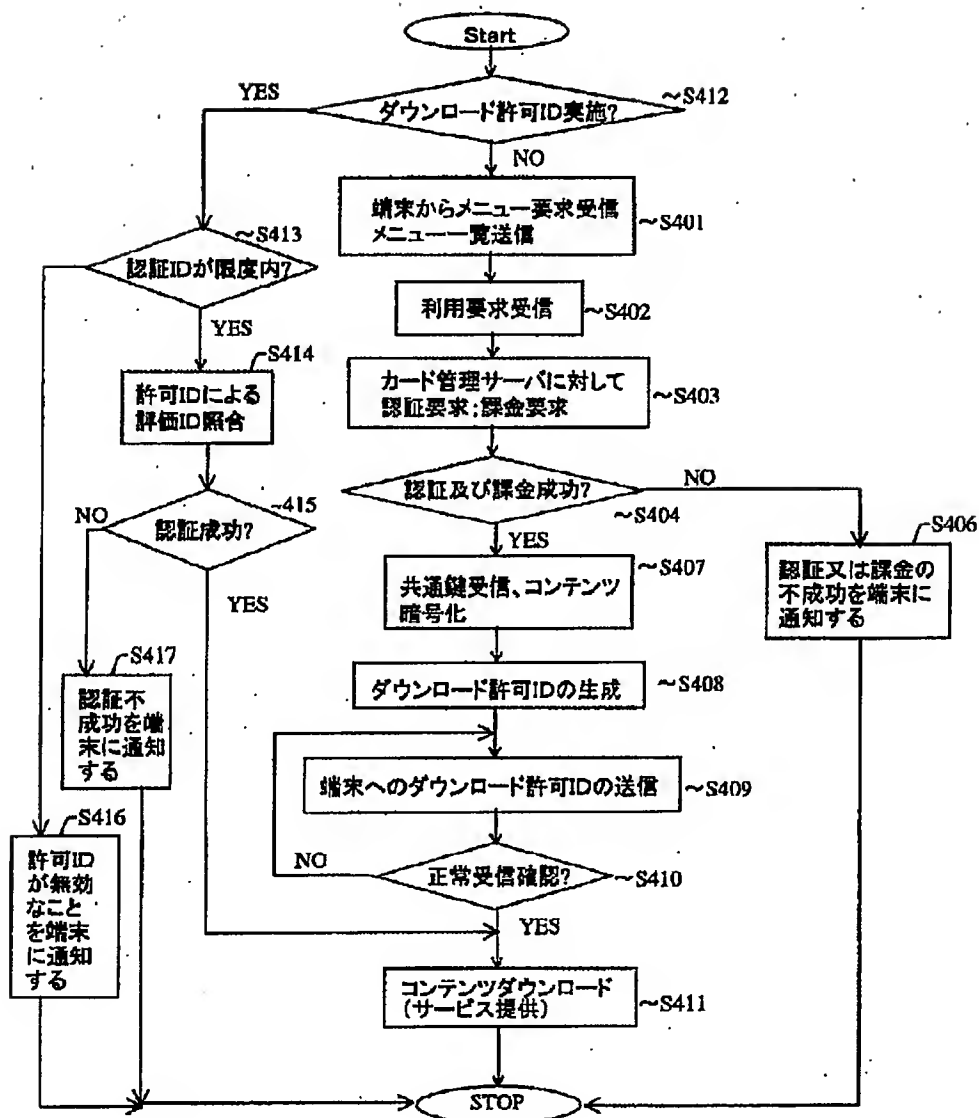 Start
YES
ダウンロード許可ID実施?
~S412
NO
端末からメニュー要求受信
メニュー一覧送信
~S401
~S413
認証IDが限度内?
利用要求受信
~S402
YES
S414
許可IDによる
評価ID照合
カード管理サーバに対して
認証要求;課金要求
~S403
認証及び課金成功?
NO
~S404
~415
NO
認証成功?
YES
S406
認証又は課金の
不成功を端末に
通知する
共通鍵受信、コンテンツ
暗号化
~S407
YES
S417
認証不
成功を端
末に通知
する
ダウンロード許可IDの生成
~S408
端末へのダウンロード許可IDの送信
~S409
S416
許可ID
が無効
なこと
を端末
に通知
する
NO
正常受信確認?
~S410
YES
コンテンツダウンロード
(サービス提供)
~S411
STOP